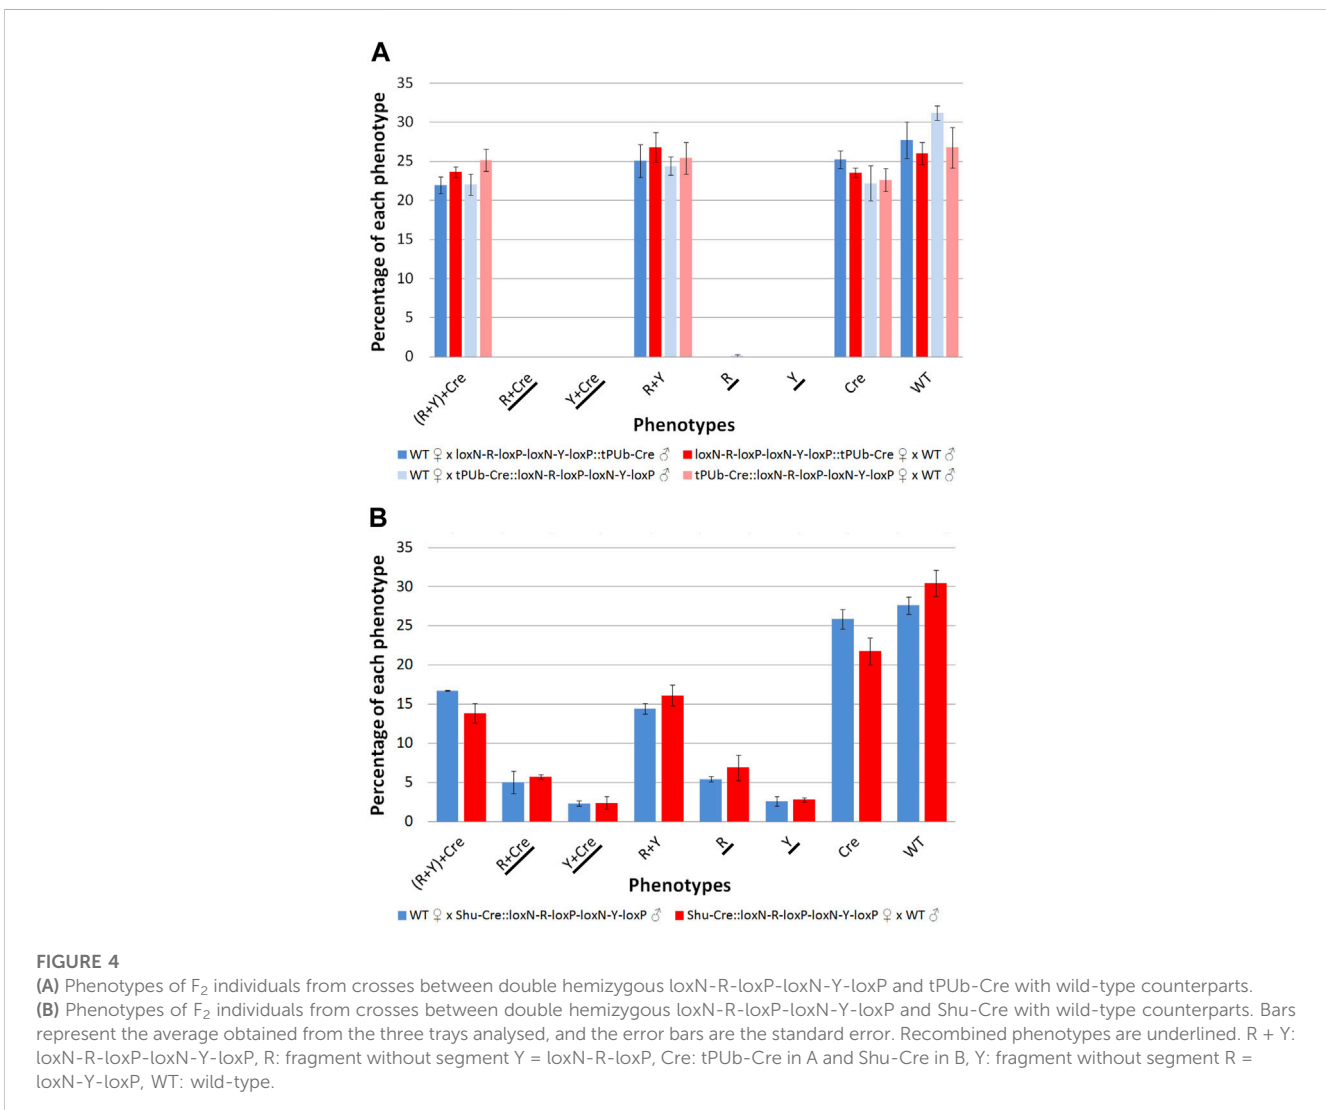 A
Percentage of each phenotype
35
30
25
20
15
10
5
0
(R+Y)+Cre
R+Cre
Y+Cre
R+Y
R
Y
Cre
WT
Phenotypes
WT ♀ x loxN-R-loxP-loxN-Y-loxP::tPUb-Cre ♂
loxN-R-loxP-loxN-Y-loxP::tPUb-Cre ♀ x WT ♂
WT ♀ x tPUb-Cre::loxN-R-loxP-loxN-Y-loxP ♂
tPUb-Cre::loxN-R-loxP-loxN-Y-loxP ♀ x WT ♂
B
Percentage of each phenotype
35
30
25
20
15
10
5
0
(R+Y)+Cre
R+Cre
Y+Cre
R+Y
R
Y
Cre
WT
Phenotypes
WT ♀ x Shu-Cre::loxN-R-loxP-loxN-Y-loxP ♂
Shu-Cre::loxN-R-loxP-loxN-Y-loxP ♀ x WT ♂
FIGURE 4
(A) Phenotypes of F₂ individuals from crosses between double hemizygous loxN-R-loxP-loxN-Y-loxP and tPUb-Cre with wild-type counterparts.
(B) Phenotypes of F₂ individuals from crosses between double hemizygous loxN-R-loxP-loxN-Y-loxP and Shu-Cre with wild-type counterparts. Bars
represent the average obtained from the three trays analysed, and the error bars are the standard error. Recombined phenotypes are underlined. R + Y:
loxN-R-loxP-loxN-Y-loxP, R: fragment without segment Y = loxN-R-loxP, Cre: tPUb-Cre in A and Shu-Cre in B, Y: fragment without segment R =
loxN-Y-loxP, WT: wild-type.